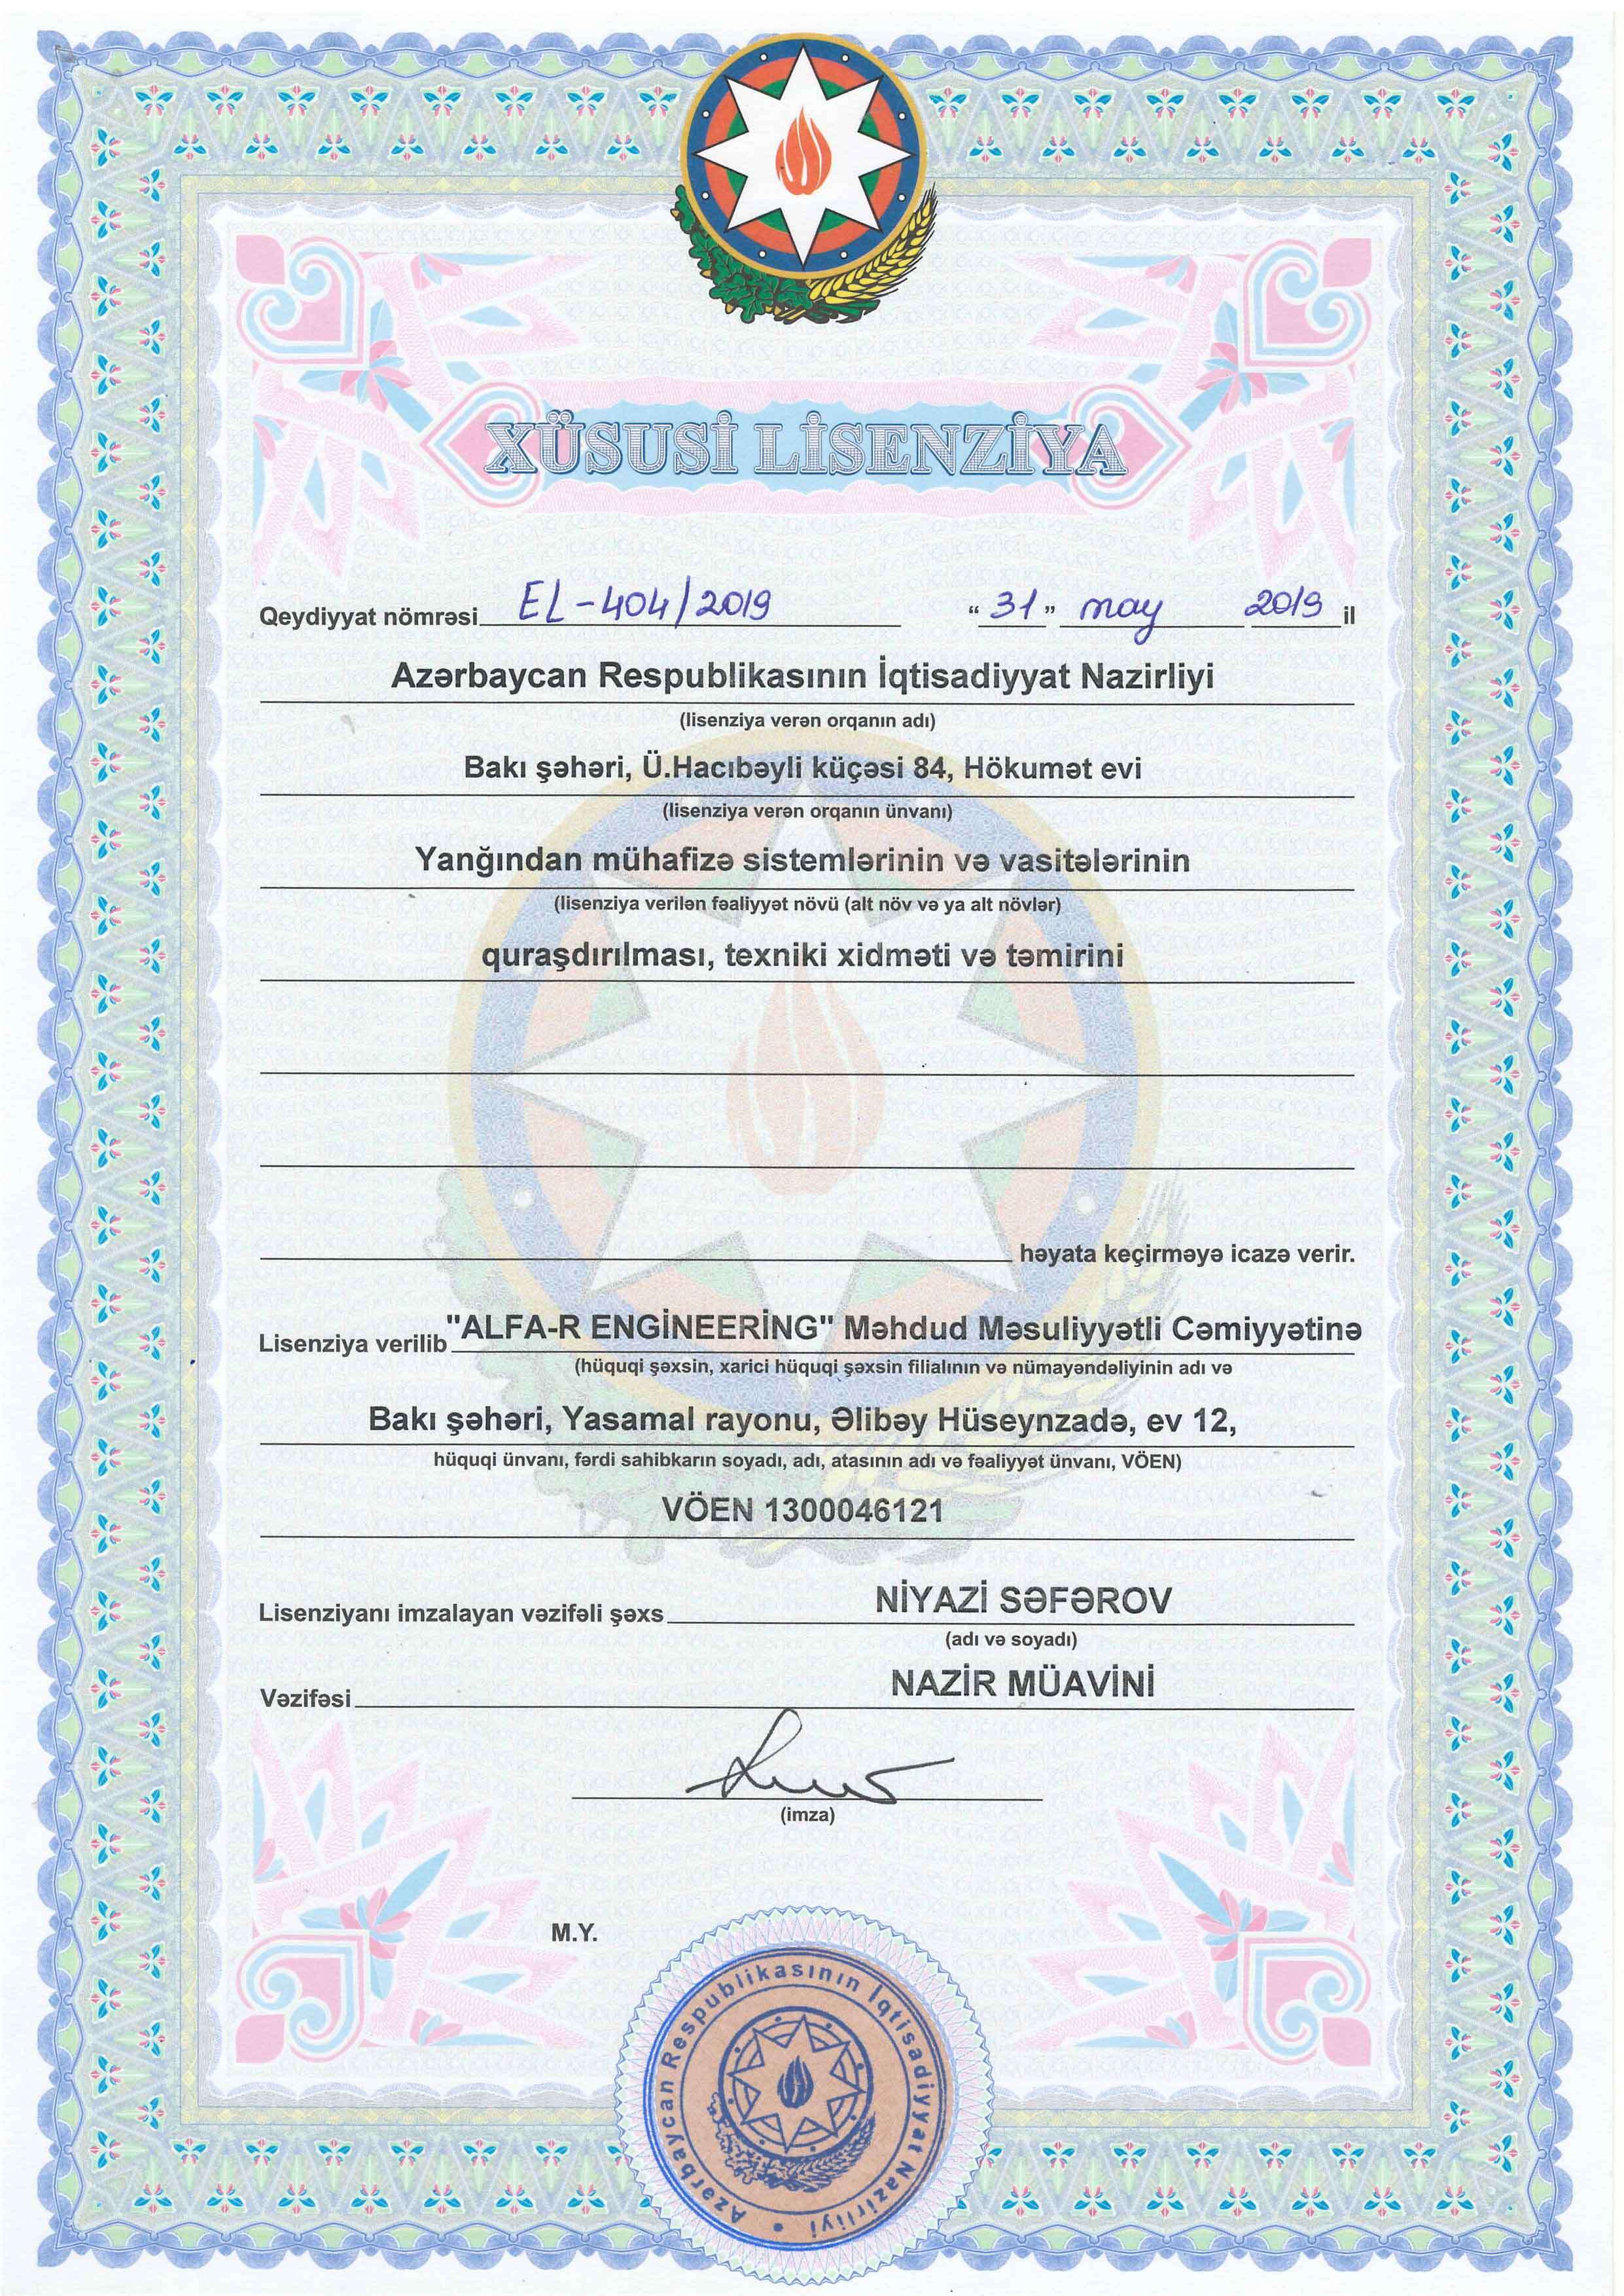 XÜSUSİ LİSENZİYA
Qeydiyyat nömrəsi EL-404/2019 “31” may 2019 il
Azərbaycan Respublikasının İqtisadiyyat Nazirliyi
(lisenziya verən orqanın adı)
Bakı şəhəri, Ü.Hacıbəyli küçəsi 84, Hökumət evi
(lisenziya verən orqanın ünvanı)
Yanğından mühafizə sistemlərinin və vasitələrinin
(lisenziya verilən fəaliyyət növü (alt növ və ya alt növlər)
quraşdırılması, texniki xidməti və təmirini
həyata keçirməyə icazə verir.
Lisenziya verilib "ALFA-R ENGİNEERİNG" Məhdud Məsuliyyətli Cəmiyyətinə
(hüquqi şəxsin, xarici hüquqi şəxsin filialının və nümayəndəliyinin adı və
Bakı şəhəri, Yasamal rayonu, Əlibəy Hüseynzadə, ev 12,
hüquqi ünvanı, fərdi sahibkarın soyadı, adı, atasının adı və fəaliyyət ünvanı, VÖEN)
VÖEN 1300046121
Lisenziyanı imzalayan vəzifəli şəxs NİYAZİ SƏFƏROV
(adı və soyadı)
Vəzifəsi NAZİR MÜAVİNİ
(imza)
M.Y.
Azərbaycan Respublikasının İqtisadiyyat Nazirliyi